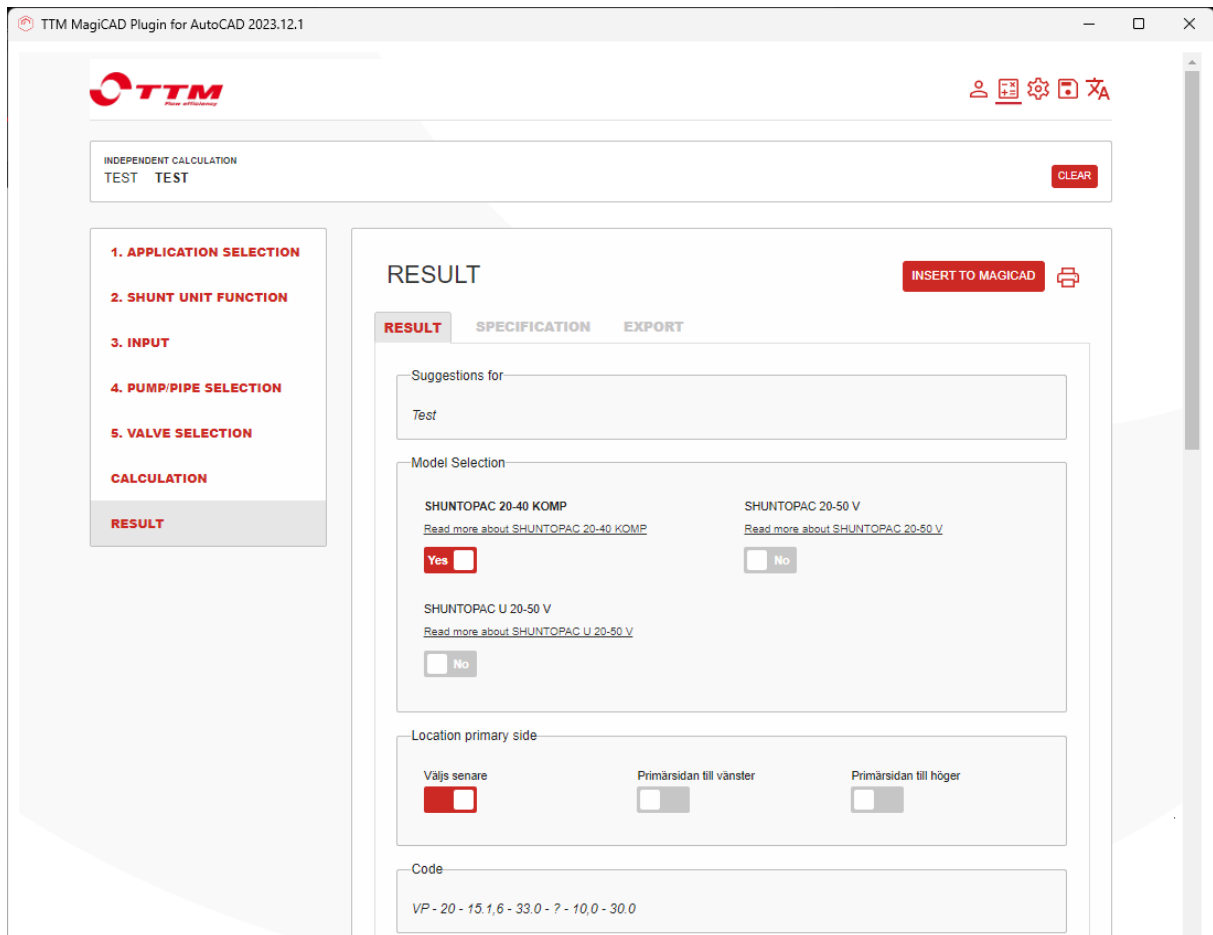 TTM MagiCAD Plugin for AutoCAD 2023.12.1
TTM
Flow efficiency
INDEPENDENT CALCULATION
TEST TEST
CLEAR
1. APPLICATION SELECTION
2. SHUNT UNIT FUNCTION
3. INPUT
4. PUMP/PIPE SELECTION
5. VALVE SELECTION
CALCULATION
RESULT
RESULT
INSERT TO MAGICAD
RESULT SPECIFICATION EXPORT
Suggestions for
Test
Model Selection
SHUNTOPAC 20-40 KOMP SHUNTOPAC 20-50 V
Read more about SHUNTOPAC 20-40 KOMP Read more about SHUNTOPAC 20-50 V
Yes No
SHUNTOPAC U 20-50 V
Read more about SHUNTOPAC U 20-50 V
No
Location primary side
Väljs senare Primärsidan till vänster Primärsidan till höger
Code
VP - 20 - 15.1,6 - 33.0 - ? - 10,0 - 30.0